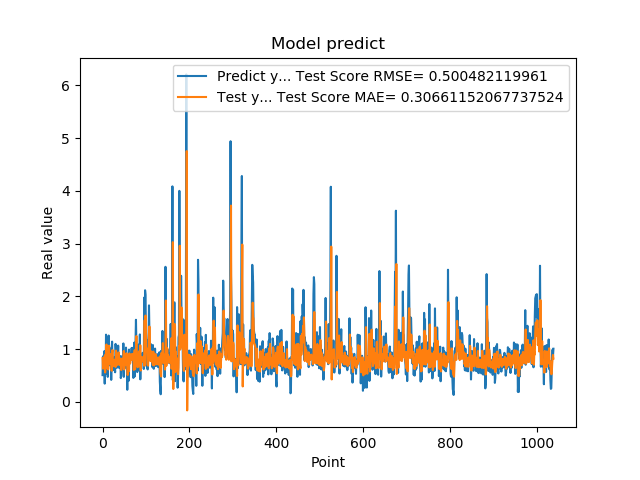 Model predict
Predict y... Test Score RMSE= 0.500482119961
Test y... Test Score MAE= 0.30661152067737524
Real value
6
5
4
3
2
1
0
0 200 400 600 800 1000
Point